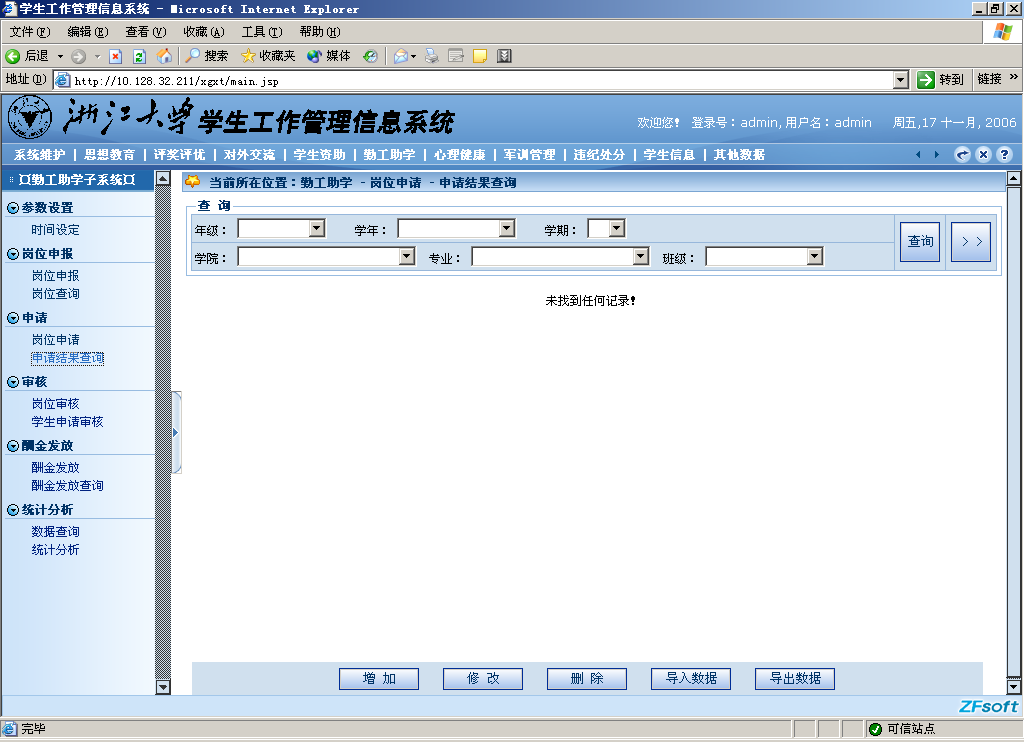 学生工作管理信息系统 - Microsoft Internet Explorer
文件(F) 编辑(E) 查看(V) 收藏(A) 工具(T) 帮助(H)
后退 搜索 收藏夹 媒体
地址(D) http://10.128.32.211/xgxt/main.jsp 转到 链接 »
浙江大学 学生工作管理信息系统
欢迎您! 登录号:admin,用户名:admin 周五,17 十一月, 2006
系统维护 | 思想教育 | 评奖评优 | 对外交流 | 学生资助 | 勤工助学 | 心理健康 | 军训管理 | 违纪处分 | 学生信息 | 其他数据
¤勤工助学子系统¤
当前所在位置:勤工助学 - 岗位申请 - 申请结果查询
参数设置
时间设定
岗位申报
岗位申报
岗位查询
申请
岗位申请
申请结果查询
审核
岗位审核
学生申请审核
酬金发放
酬金发放
酬金发放查询
统计分析
数据查询
统计分析
查 询
年级: 学年: 学期:
学院: 专业: 班级:
查询 >>
未找到任何记录!
增 加 修 改 删 除 导入数据 导出数据
ZFsoft
完毕 可信站点